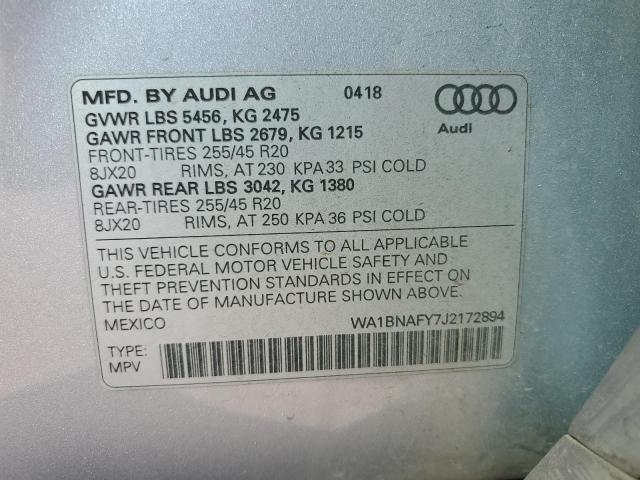 MFD. BY AUDI AG 0418
GVWR LBS 5456, KG 2475
GAWR FRONT LBS 2679, KG 1215
FRONT-TIRES 255/45 R20
8JX20 RIMS, AT 230 KPA 33 PSI COLD
GAWR REAR LBS 3042, KG 1380
REAR-TIRES 255/45 R20
8JX20 RIMS, AT 250 KPA 36 PSI COLD
Audi
THIS VEHICLE CONFORMS TO ALL APPLICABLE
U.S. FEDERAL MOTOR VEHICLE SAFETY AND
THEFT PREVENTION STANDARDS IN EFFECT ON
THE DATE OF MANUFACTURE SHOWN ABOVE.
MEXICO WA1BNAFY7J2172894
TYPE:
MPV